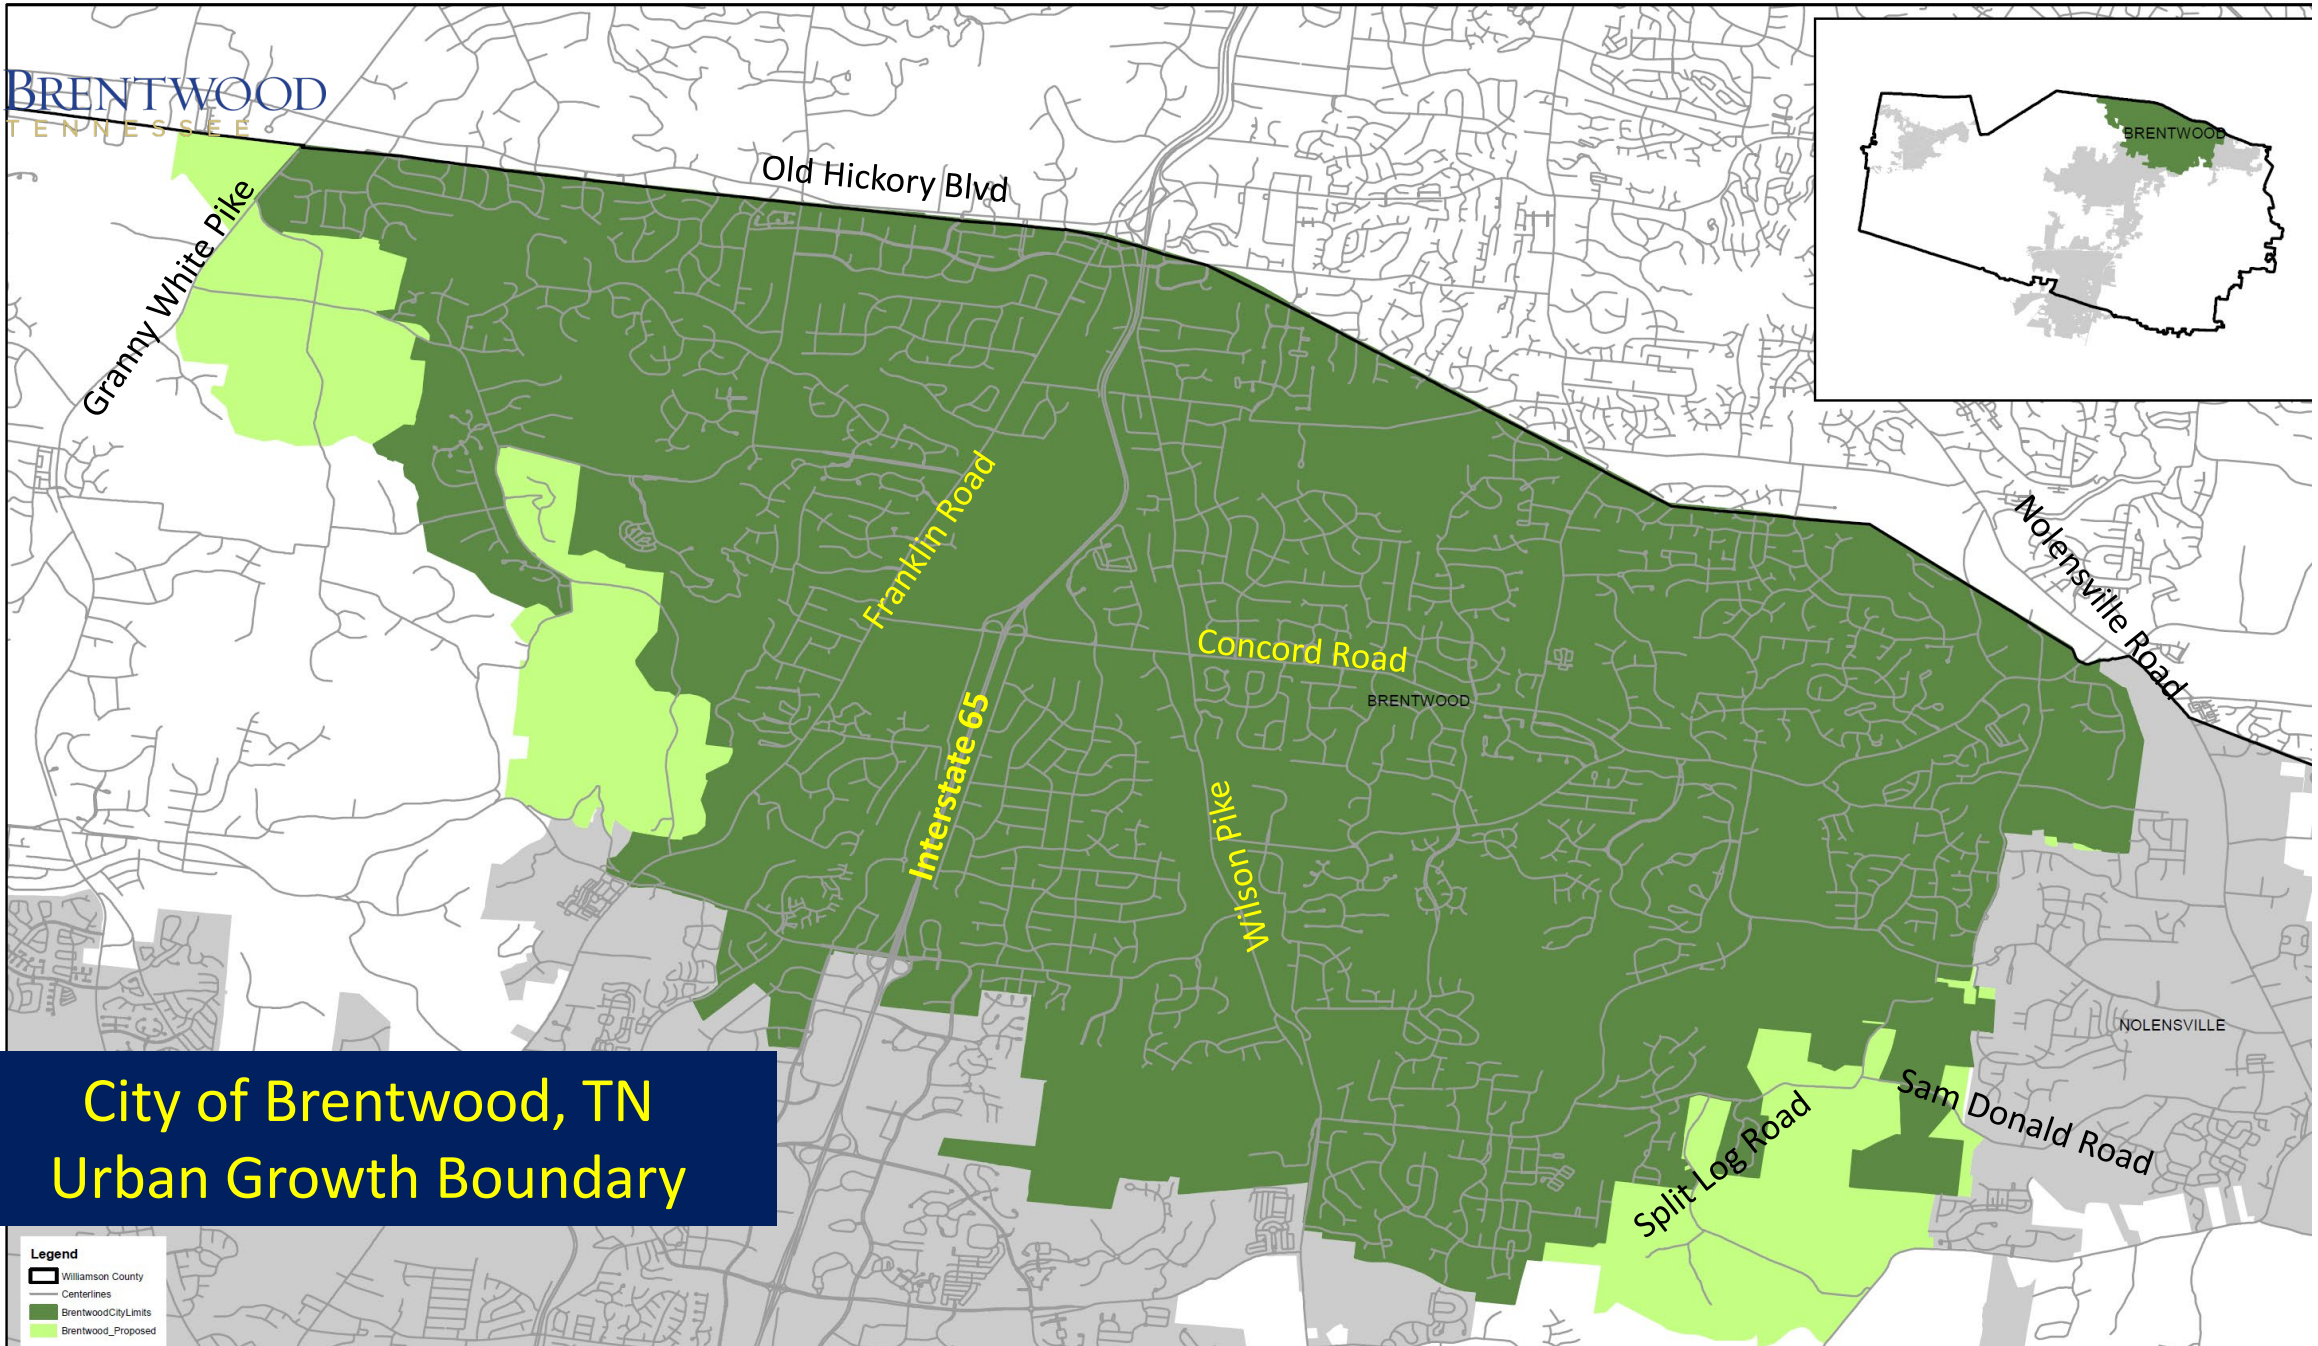 BRENTWOOD
TENNESSEE
Old Hickory Blvd
BRENTWOOD
Granny White Pike
Franklin Road
Nolensville Road
Concord Road
BRENTWOOD
Interstate 65
Wilson Pike
NOLENSVILLE
Sam Donald Road
Split Log Road
City of Brentwood, TN
Urban Growth Boundary
Legend
Williamson County
Centerlines
BrentwoodCityLimits
Brentwood_Proposed